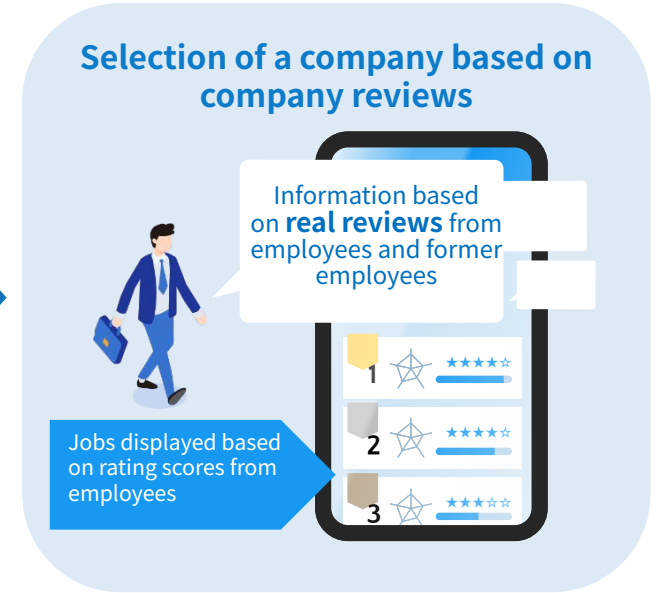 Selection of a company based on
company reviews
Information based
on real reviews from
employees and former
employees
1 ★★★★☆
2 ★★★★☆
3 ★★★☆☆
Jobs displayed based
on rating scores from
employees